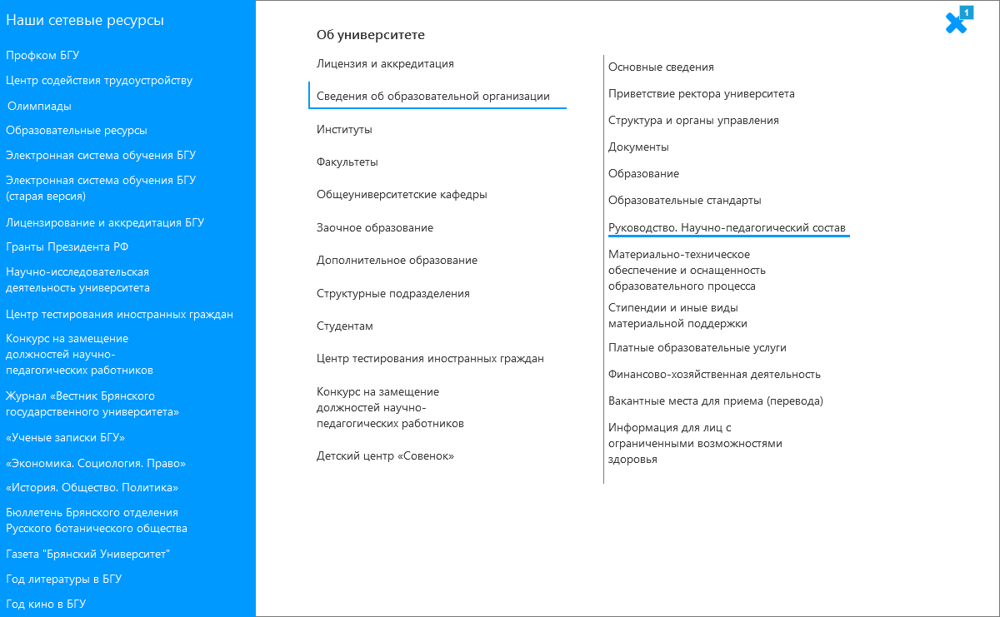 Наши сетевые ресурсы
Профком БГУ
Центр содействия трудоустройству
Олимпиады
Образовательные ресурсы
Электронная система обучения БГУ
Электронная система обучения БГУ
(старая версия)
Лицензирование и аккредитация БГУ
Гранты Президента РФ
Научно-исследовательская
деятельность университета
Центр тестирования иностранных граждан
Конкурс на замещение
должностей научно-
педагогических работников
Журнал «Вестник Брянского
государственного университета»
«Ученые записки БГУ»
«Экономика. Социология. Право»
«История. Общество. Политика»
Бюллетень Брянского отделения
Русского ботанического общества
Газета "Брянский Университет"
Год литературы в БГУ
Год кино в БГУ
Об университете
Лицензия и аккредитация
Сведения об образовательной организации
Институты
Факультеты
Общеуниверситетские кафедры
Заочное образование
Дополнительное образование
Структурные подразделения
Студентам
Центр тестирования иностранных граждан
Конкурс на замещение
должностей научно-
педагогических работников
Детский центр «Совенок»
Основные сведения
Приветствие ректора университета
Структура и органы управления
Документы
Образование
Образовательные стандарты
Руководство. Научно-педагогический состав
Материально-техническое
обеспечение и оснащенность
образовательного процесса
Стипендии и иные виды
материальной поддержки
Платные образовательные услуги
Финансово-хозяйственная деятельность
Вакантные места для приема (перевода)
Информация для лиц с
ограниченными возможностями
здоровья
1